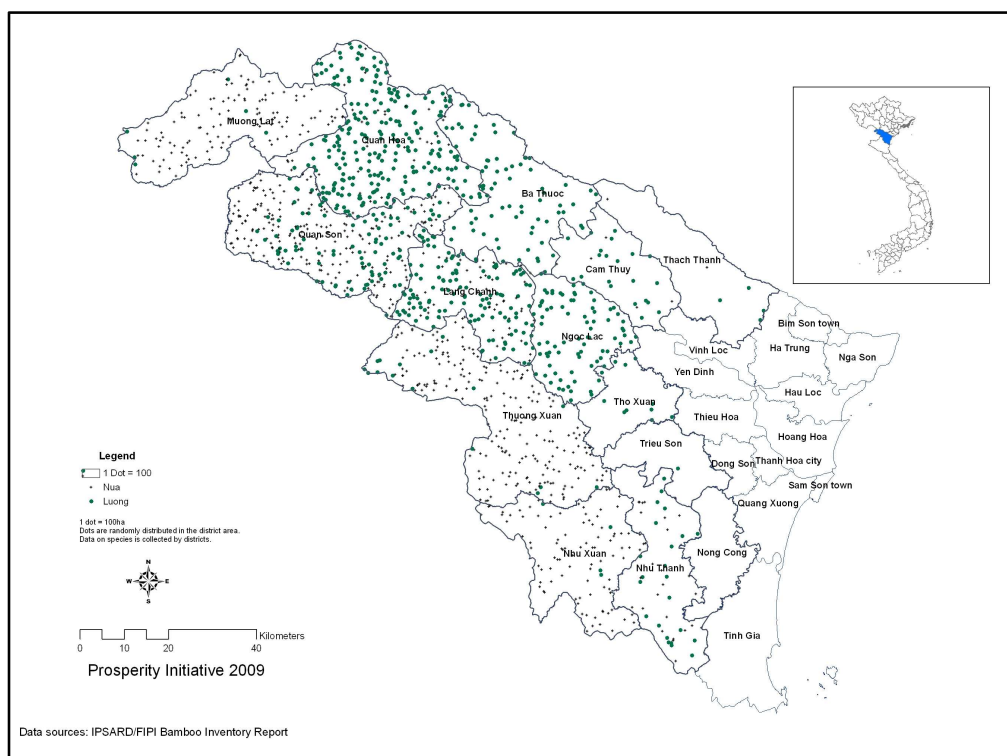 Muong Lat
Quan Hoa
Ba Thuoc
Quan Son
Cam Thuy
Thach Thanh
Lang Chanh
Ngoc Lac
Bim Son town
Vinh Loc
Ha Trung
Nga Son
Yen Dinh
Hau Loc
Tho Xuan
Thieu Hoa
Thuong Xuan
Hoang Hoa
Trieu Son
Dong Son
Thanh Hoa city
Sam Son town
Quang Xuong
Nhu Xuan
Nhu Thanh
Nong Cong
Tinh Gia
Legend
1 Dot = 100
Nua
Luong
1 dot = 100ha
Dots are randomly distributed in the district area.
Data on species is collected by districts.
N
W E
S
Kilometers
0 10 20 40
Prosperity Initiative 2009
Data sources: IPSARD/FIPI Bamboo Inventory Report